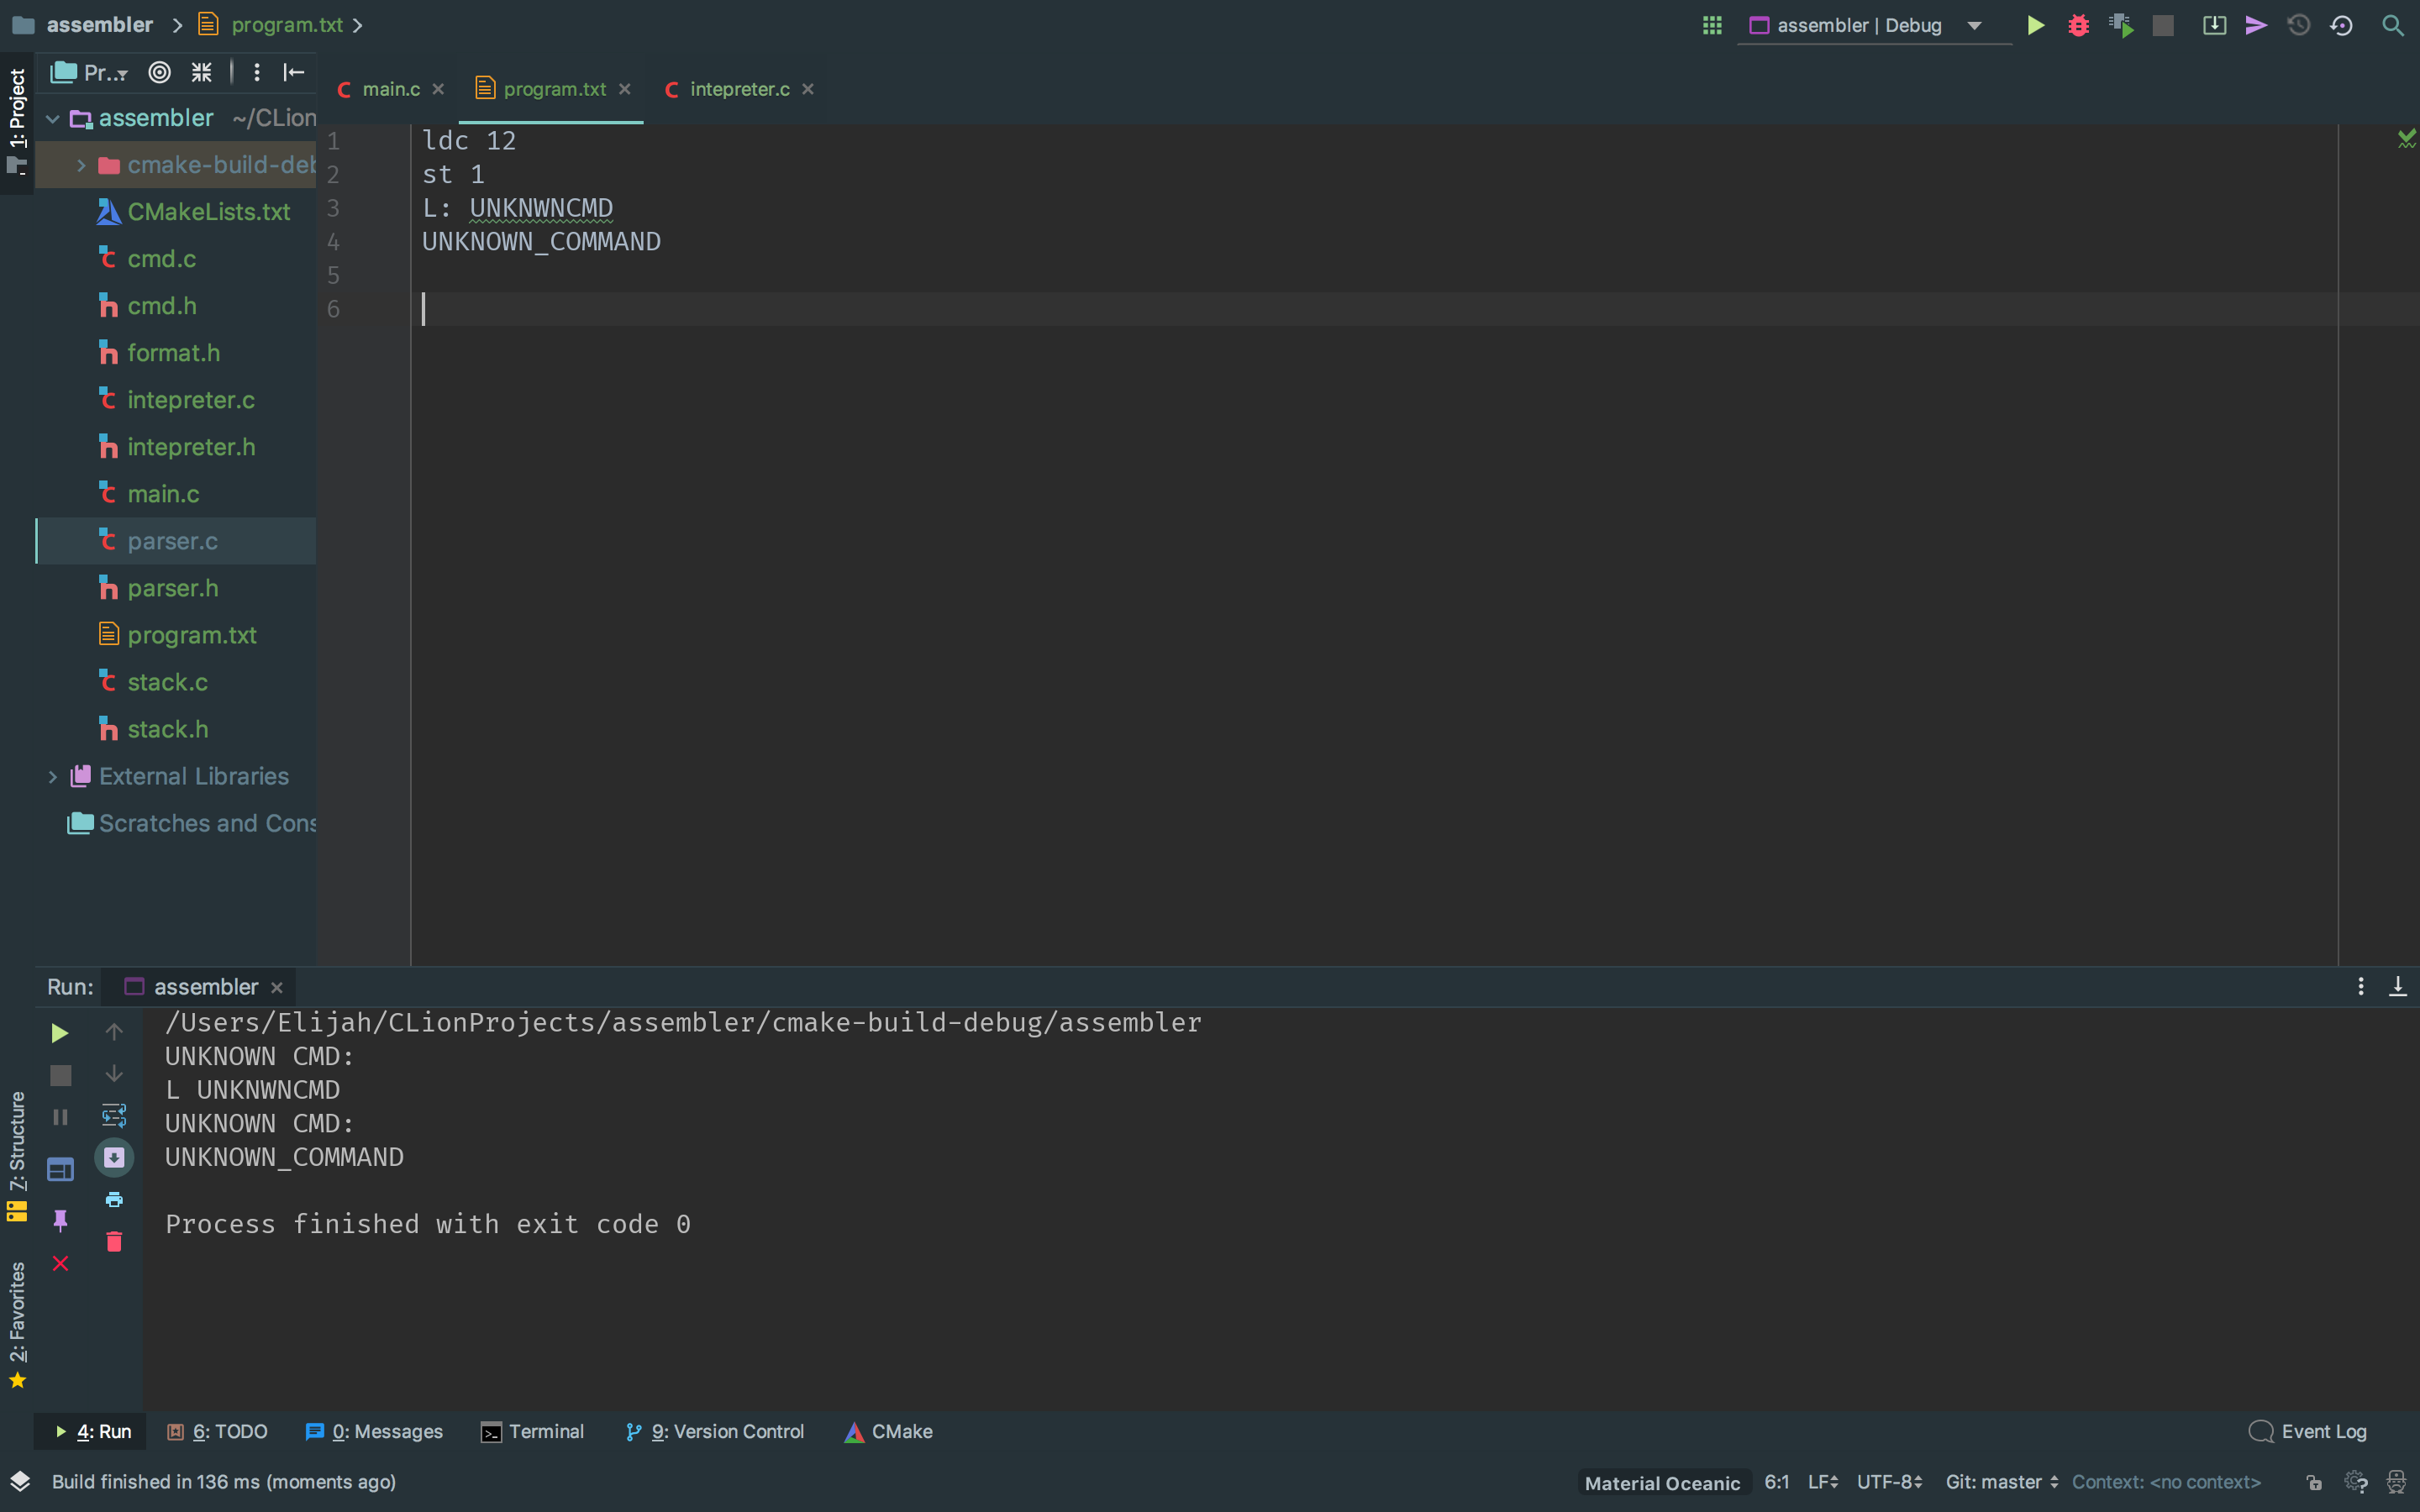 assembler program.txt
assembler | Debug
1: Project
Pr...
main.c
program.txt
intepreter.c
assembler ~/CLion
cmake-build-deb
CMakeLists.txt
cmd.c
cmd.h
format.h
intepreter.c
intepreter.h
main.c
parser.c
parser.h
program.txt
stack.c
stack.h
External Libraries
Scratches and Cons
1 ldc 12
2 st 1
3 L: UNKNWNCMD
4 UNKNOWN_COMMAND
5
6
Run: assembler
/Users/Elijah/CLionProjects/assembler/cmake-build-debug/assembler
UNKNOWN CMD:
L UNKNWNCMD
UNKNOWN CMD:
UNKNOWN_COMMAND
Process finished with exit code 0
7: Structure
2: Favorites
4: Run 6: TODO 0: Messages Terminal 9: Version Control CMake Event Log
Build finished in 136 ms (moments ago) Material Oceanic 6:1 LF UTF-8 Git: master Context: <no context>